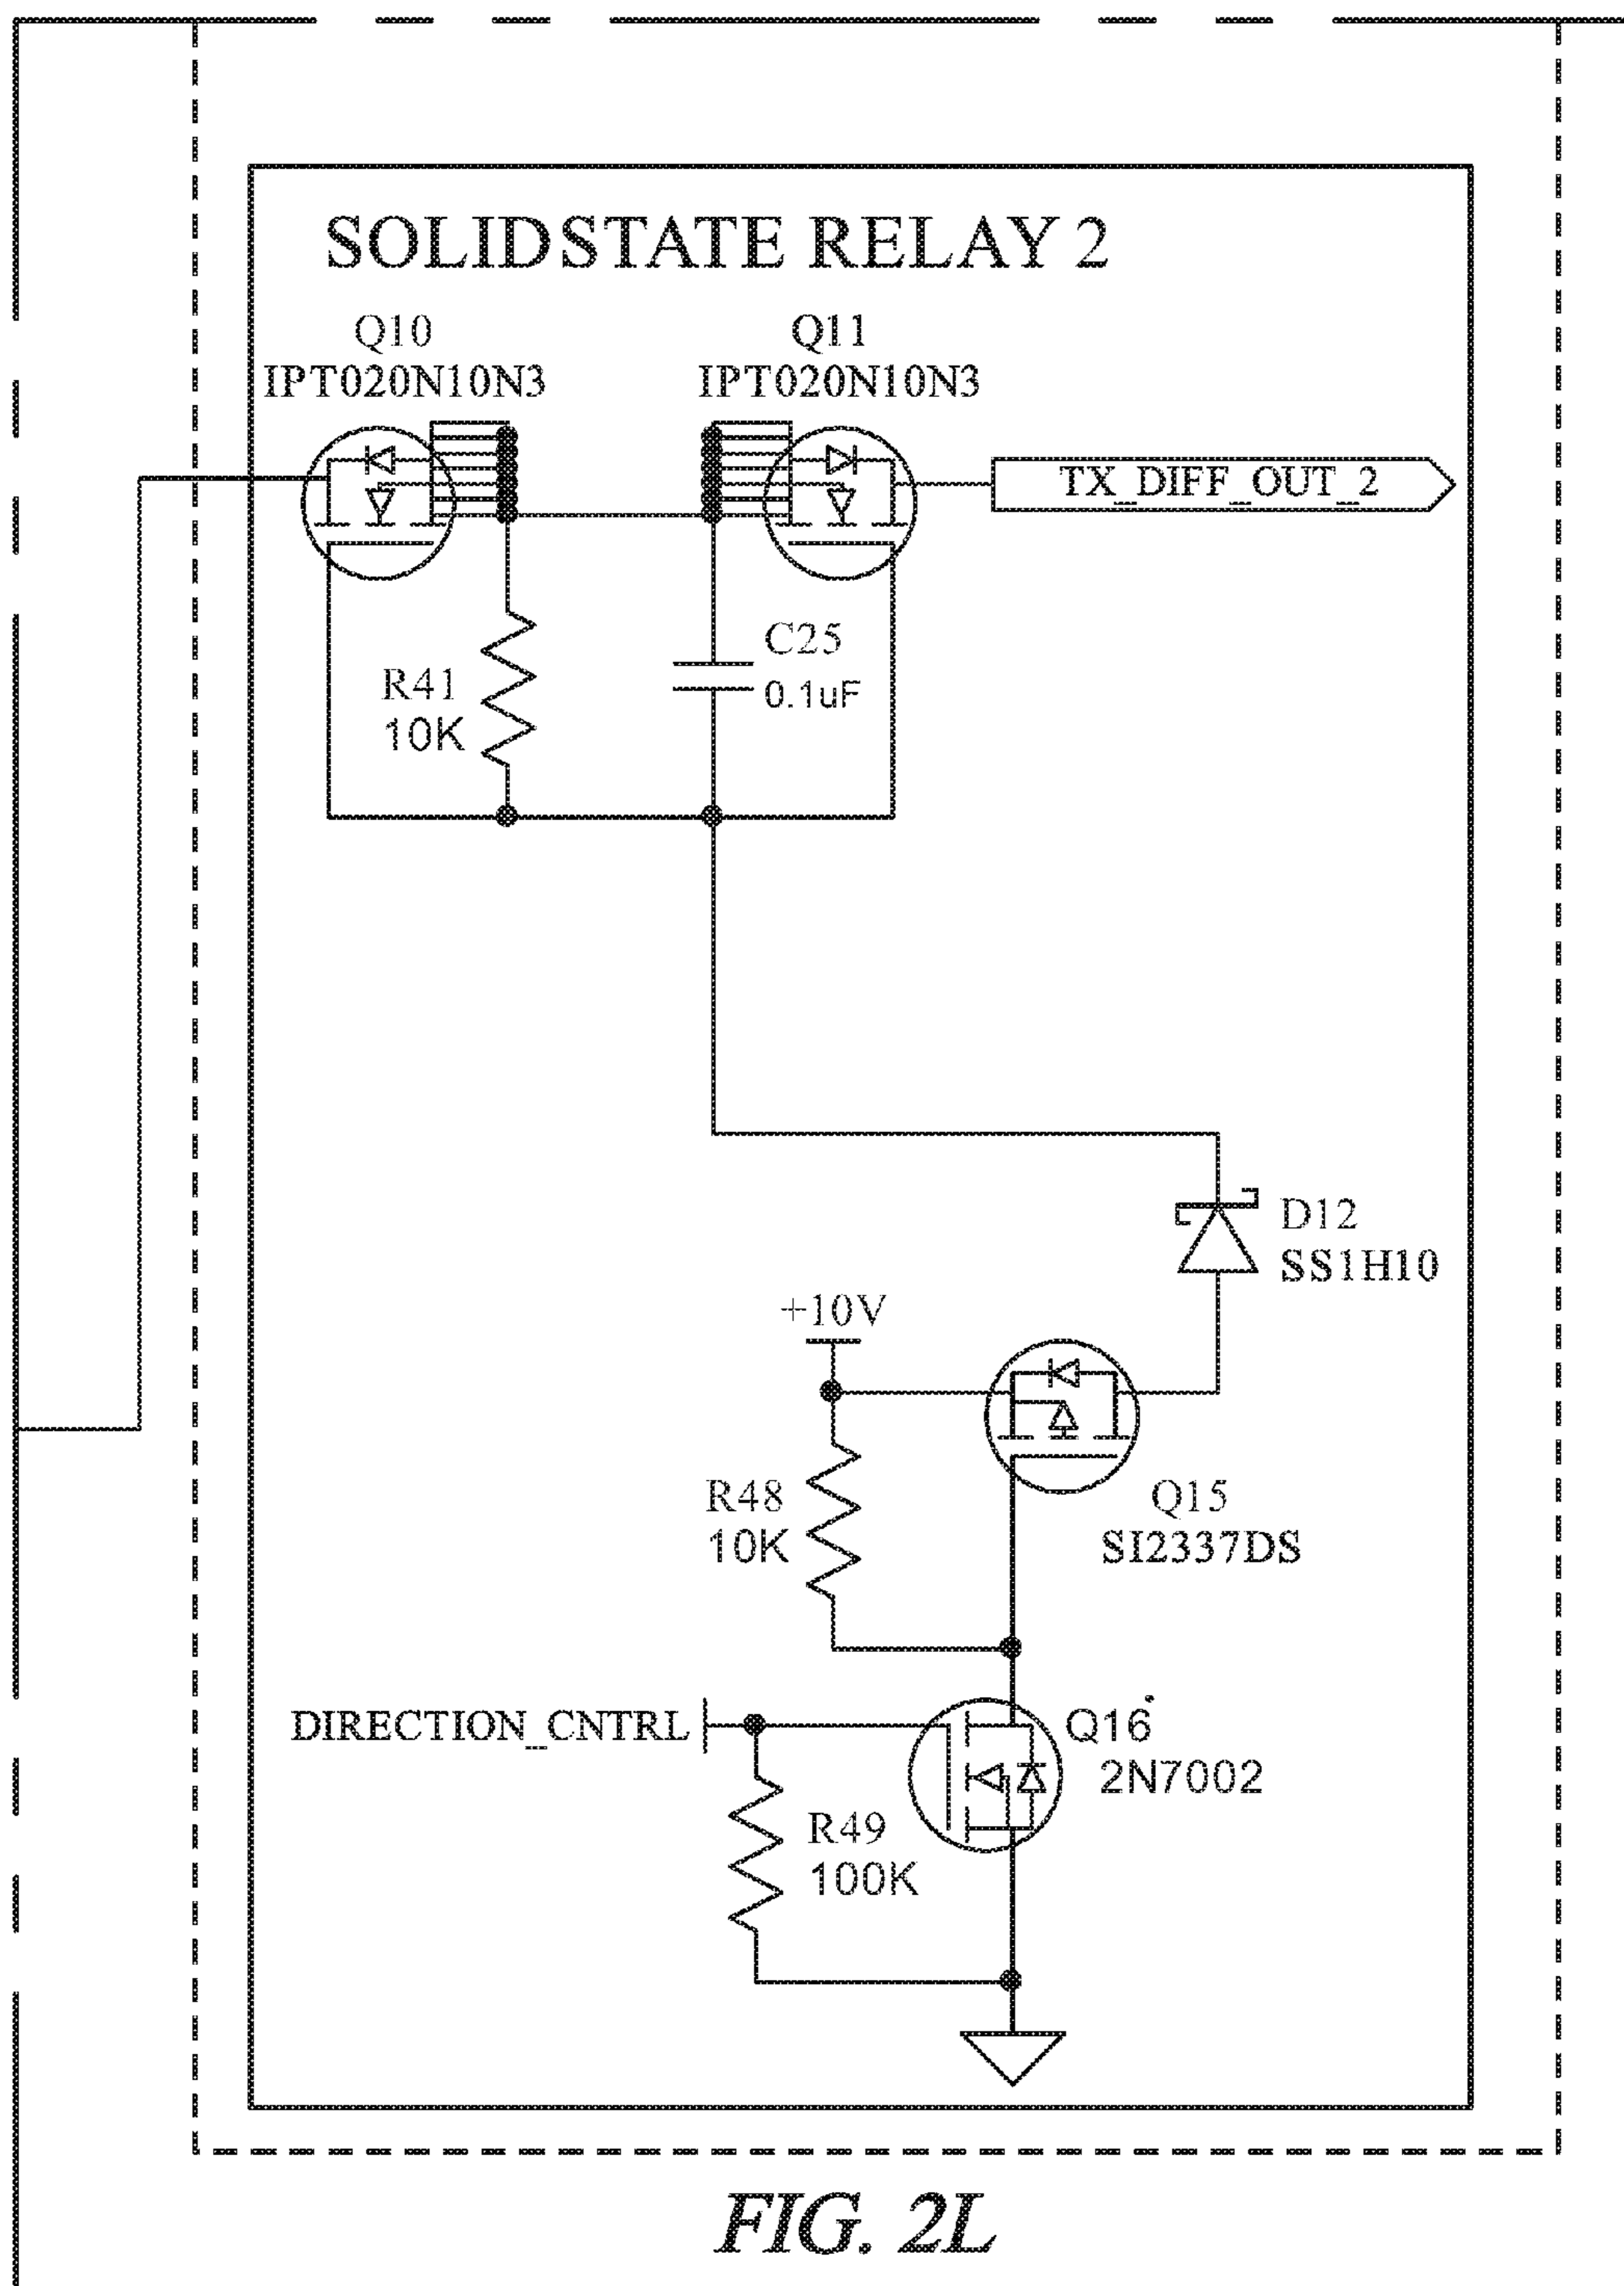 SOLIDSTATE RELAY 2
Q10
IPT020N10N3
Q11
IPT020N10N3
TX_DIFF_OUT_2
C25
0.1uF
R41
10K
D12
SS1H10
+10V
R48
10K
Q15
SI2337DS
DIRECTION_CNTRL
Q16
2N7002
R49
100K
FIG. 2L